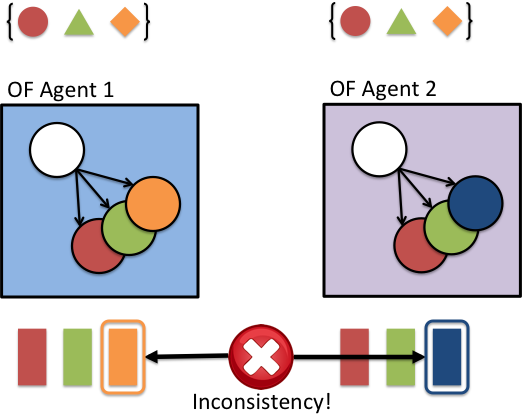 { }
{ }
OF Agent 1
OF Agent 2
Inconsistency!